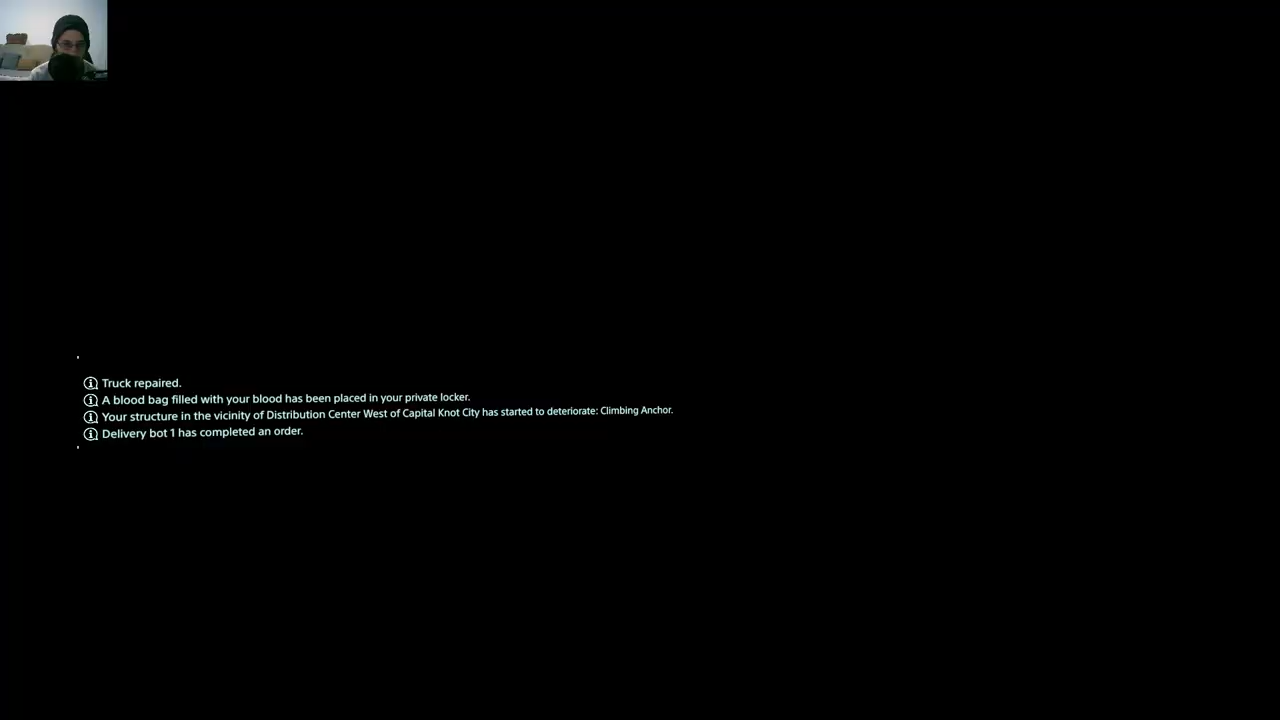 Truck repaired.
A blood bag filled with your blood has been placed in your private locker.
Your structure in the vicinity of Distribution Center West of Capital Knot City has started to deteriorate: Climbing Anchor.
Delivery bot 1 has completed an order.